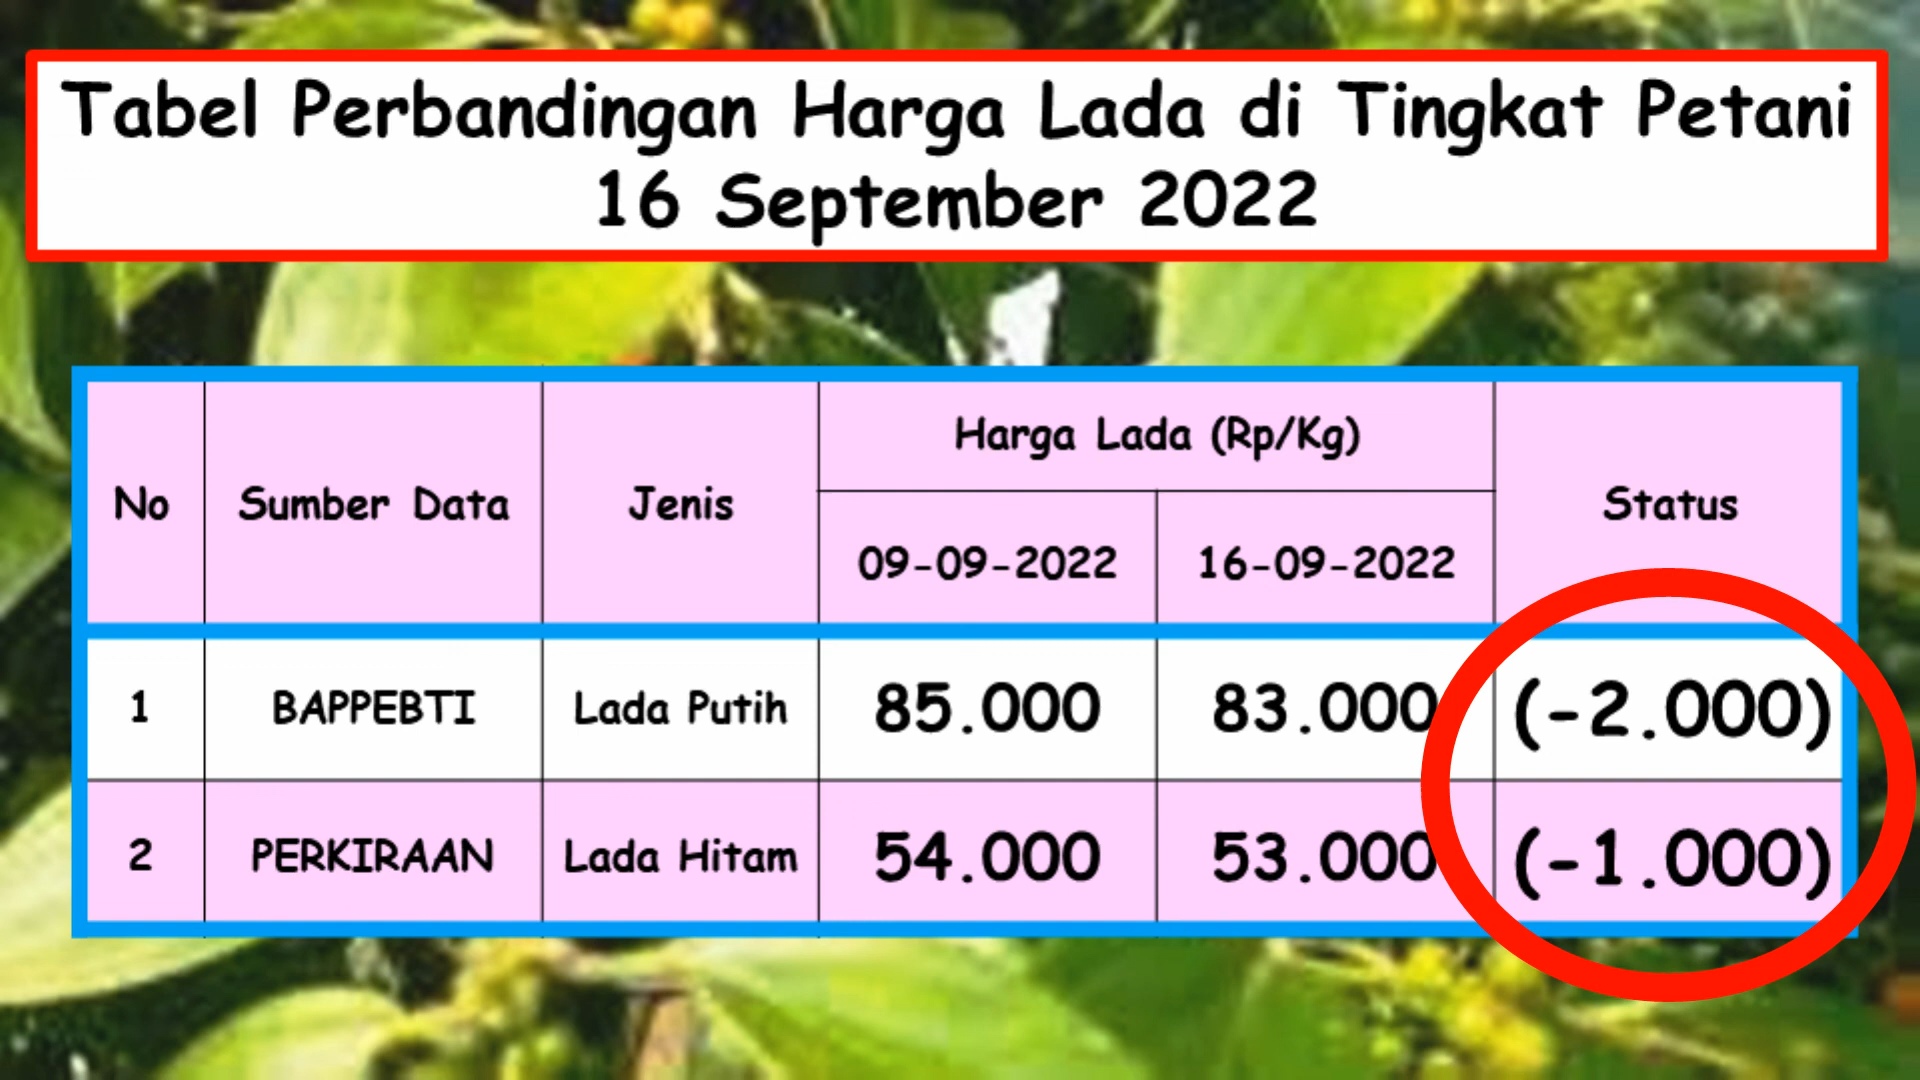 Tabel Perbandingan Harga Lada di Tingkat Petani
16 September 2022
No Sumber Data Jenis Harga Lada (Rp/Kg) Status
09-09-2022 16-09-2022
1 BAPPEBTI Lada Putih 85.000 83.000 (-2.000)
2 PERKIRAAN Lada Hitam 54.000 53.000 (-1.000)